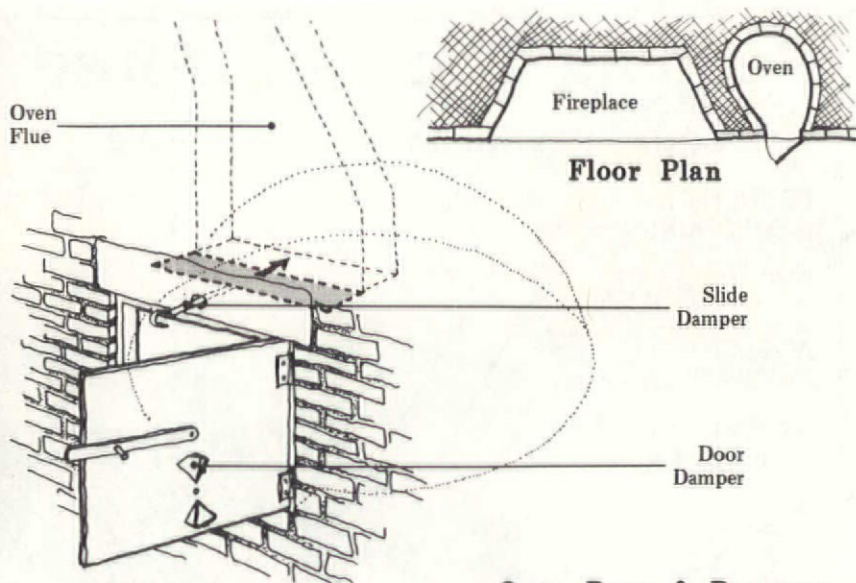 Oven
Flue
Fireplace
Oven
Floor Plan
Slide
Damper
Door
Damper